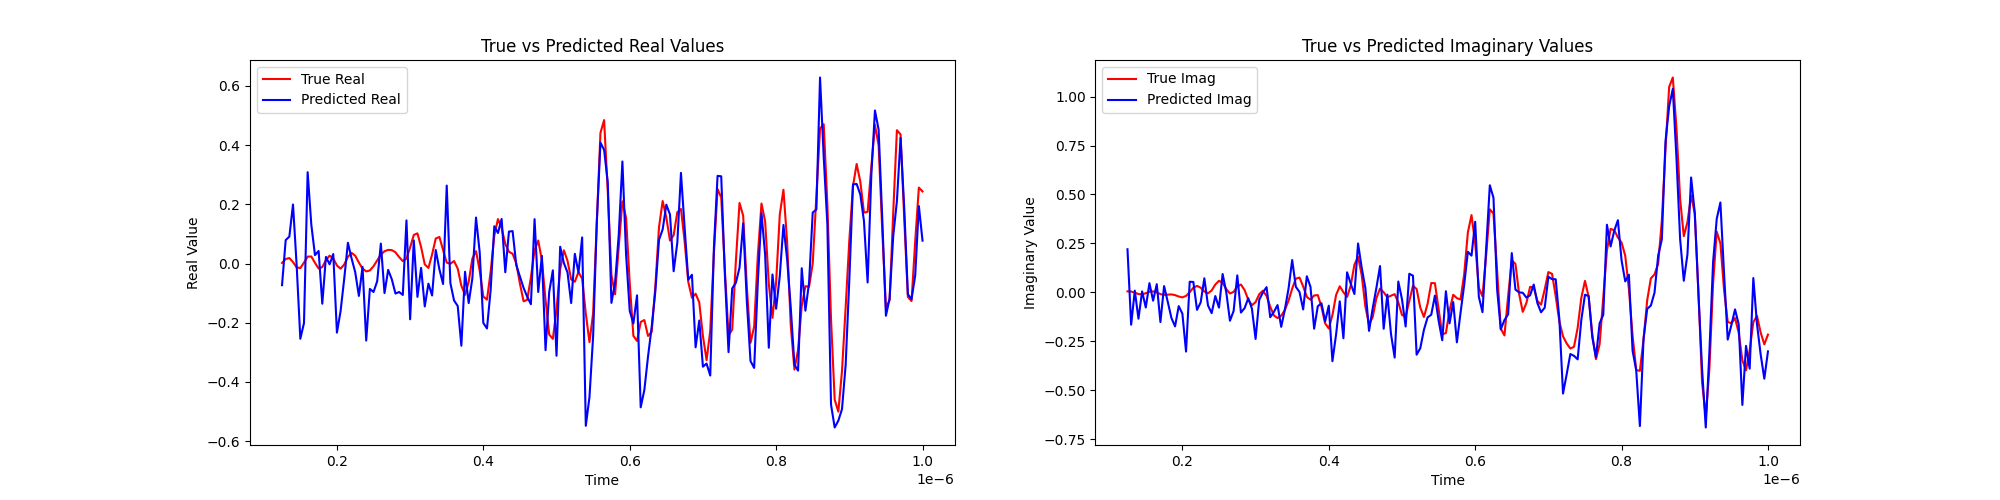 True vs Predicted Real Values
True Real
Predicted Real
Real Value
0.6
0.4
0.2
0.0
−0.2
−0.4
−0.6
0.2
0.4
0.6
0.8
1.0
1e−6
Time
True vs Predicted Imaginary Values
True Imag
Predicted Imag
Imaginary Value
1.00
0.75
0.50
0.25
0.00
−0.25
−0.50
−0.75
0.2
0.4
0.6
0.8
1.0
1e−6
Time